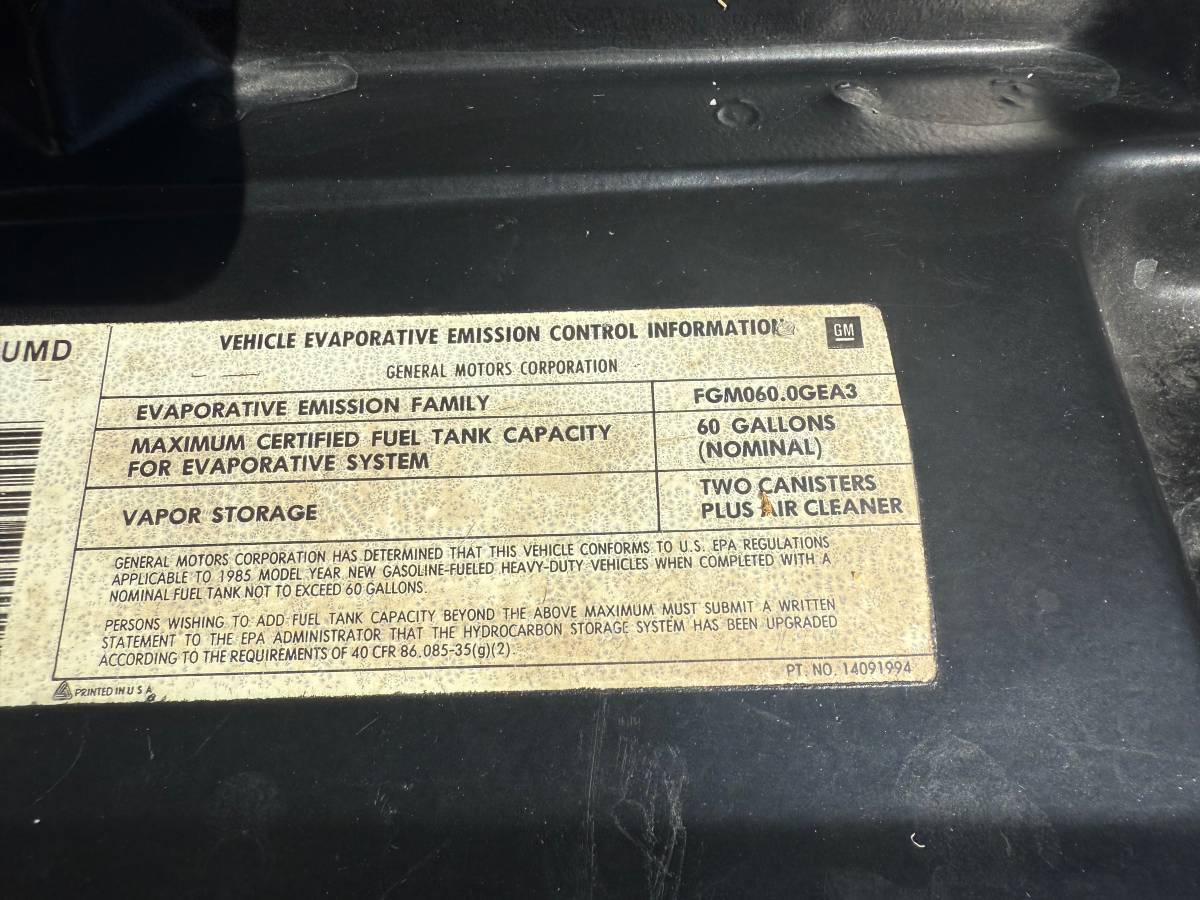 UMD
VEHICLE EVAPORATIVE EMISSION CONTROL INFORMATION
GM
GENERAL MOTORS CORPORATION
EVAPORATIVE EMISSION FAMILY
FGM060.0GEA3
MAXIMUM CERTIFIED FUEL TANK CAPACITY
FOR EVAPORATIVE SYSTEM
60 GALLONS
(NOMINAL)
VAPOR STORAGE
TWO CANISTERS
PLUS AIR CLEANER
GENERAL MOTORS CORPORATION HAS DETERMINED THAT THIS VEHICLE CONFORMS TO U.S. EPA REGULATIONS
APPLICABLE TO 1985 MODEL YEAR NEW GASOLINE-FUELED HEAVY-DUTY VEHICLES WHEN COMPLETED WITH A
NOMINAL FUEL TANK NOT TO EXCEED 60 GALLONS.
PERSONS WISHING TO ADD FUEL TANK CAPACITY BEYOND THE ABOVE MAXIMUM MUST SUBMIT A WRITTEN
STATEMENT TO THE EPA ADMINISTRATOR THAT THE HYDROCARBON STORAGE SYSTEM HAS BEEN UPGRADED
ACCORDING TO THE REQUIREMENTS OF 40 CFR 86.085-35(g)(2).
PT. NO. 14091994
PRINTED IN U S A